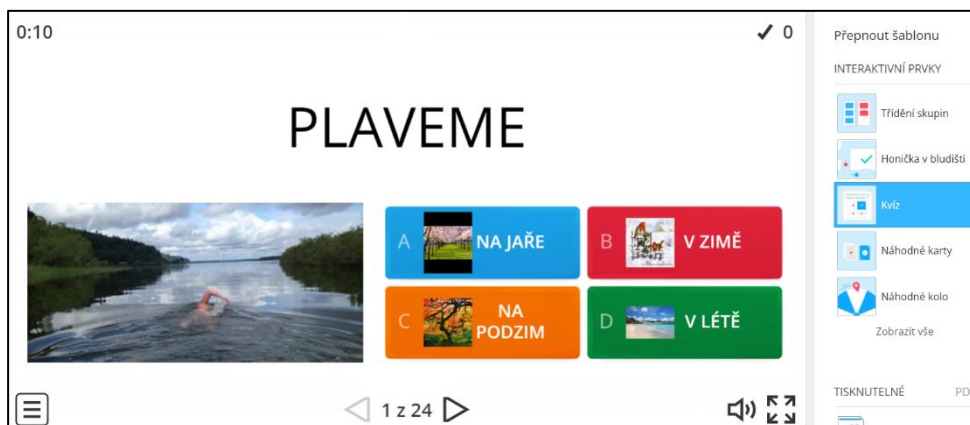 0:10
✔ 0
PLAVEME
A NA JAŘE
B V ZIMĚ
C NA
PODZIM
D V LÉTĚ
1 z 24
Přepnout šablonu
INTERAKTIVNÍ PRVKY
Třídění skupin
Honička v bludišti
Kvíz
Náhodné karty
Náhodné kolo
Zobrazit vše
TISKNUTELNÉ